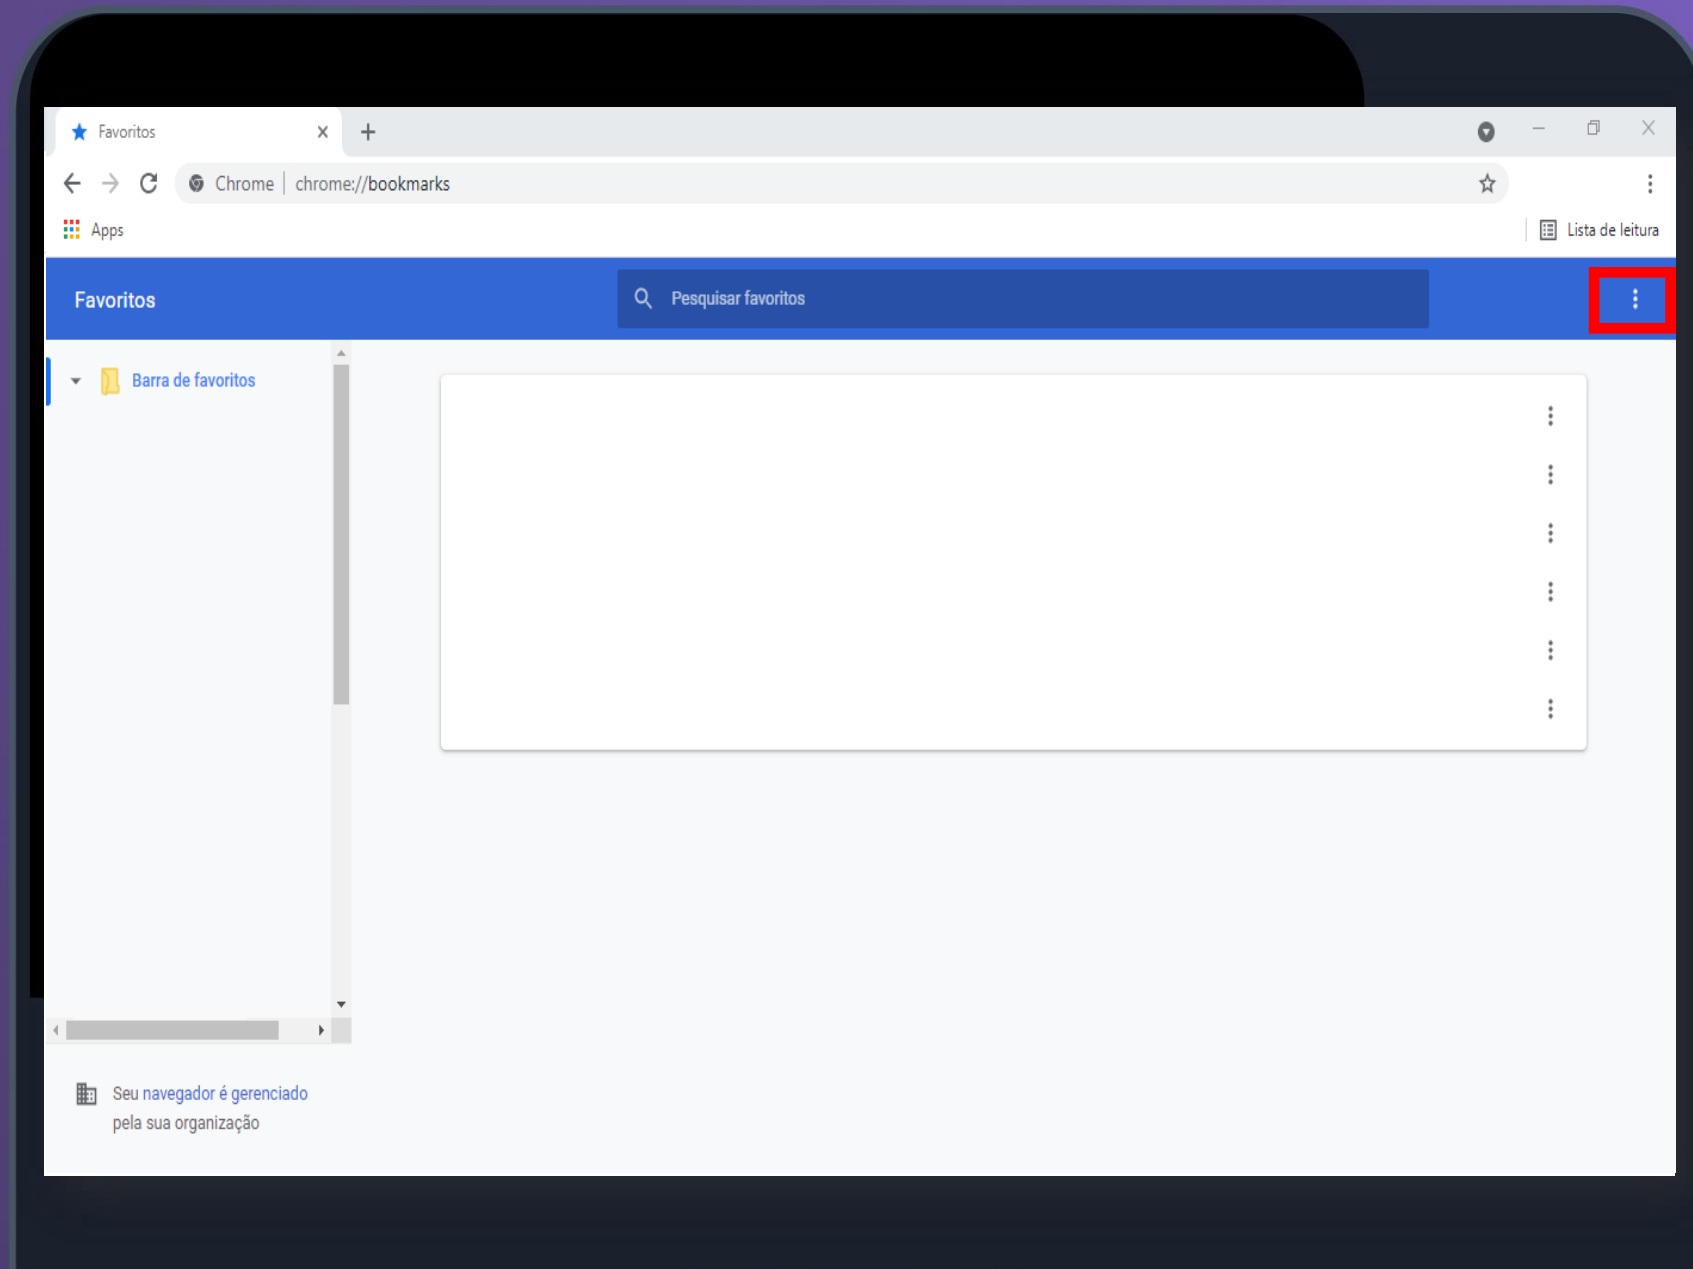 Favoritos
Chrome | chrome://bookmarks
Apps
Lista de leitura
Favoritos
Pesquisar favoritos
Barra de favoritos
Seu navegador é gerenciado
pela sua organização